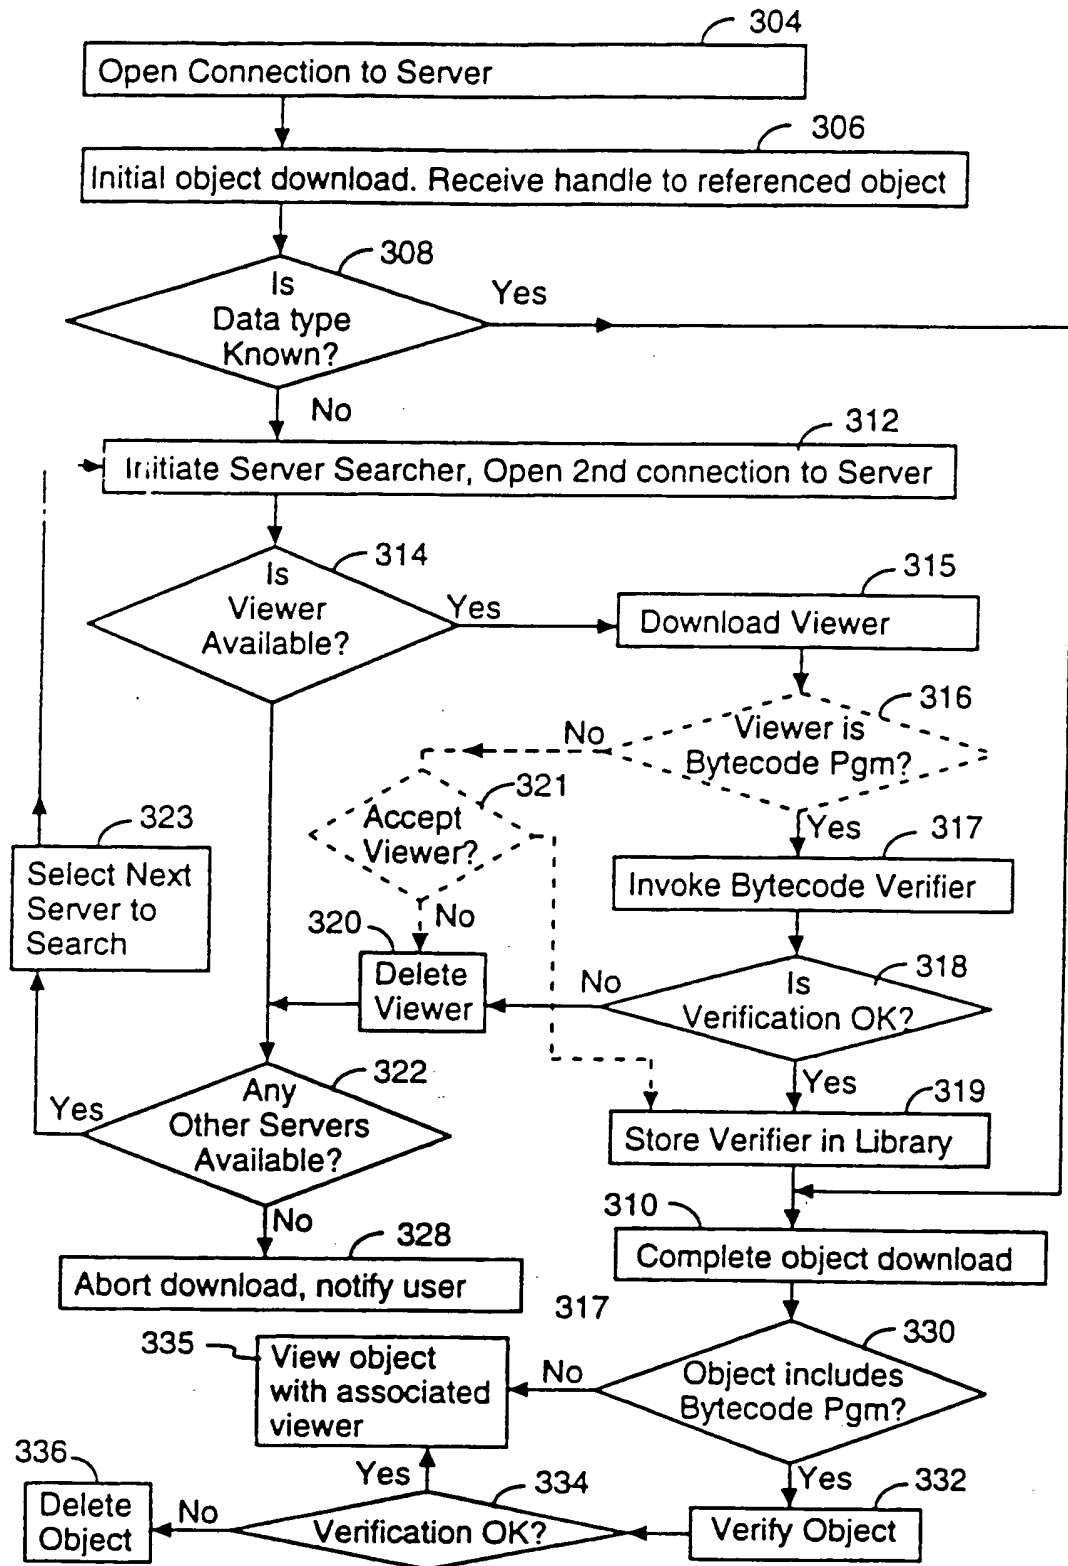 304
Open Connection to Server
306
Initial object download. Receive handle to referenced object
308
Is
Data type
Known?
Yes
No
312
Initiate Server Searcher, Open 2nd connection to Server
314
Is
Viewer
Available?
Yes
315
Download Viewer
316
Viewer is
Bytecode Pgm?
No
Yes
321
Accept
Viewer?
No
317
Invoke Bytecode Verifier
323
Select Next
Server to
Search
320
Delete
Viewer
No
318
Is
Verification OK?
Yes
322
Any
Other Servers
Available?
Yes
No
319
Store Verifier in Library
310
Complete object download
328
Abort download, notify user
317
330
Object includes
Bytecode Pgm?
No
Yes
335
View object
with associated
viewer
336
Delete
Object
No
Yes
334
Verification OK?
332
Verify Object